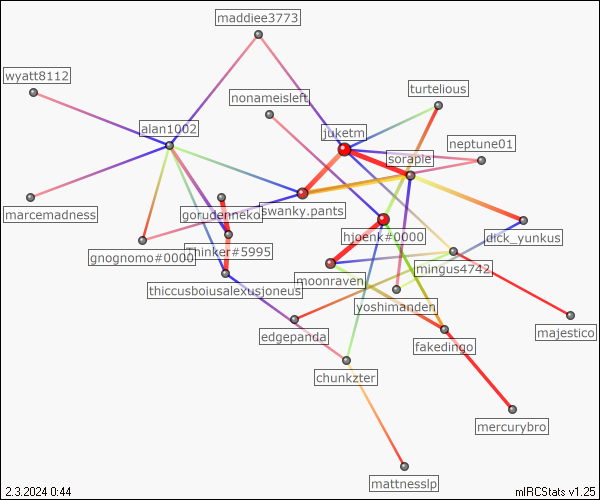 maddiee3773
wyatt8112
turtelious
nonameisleft
alan1002
juketm
neptune01
sorapie
marcemadness
gorudenneko
swanky.pants
hjoenk#0000
dick_yunkus
gnognomo#0000
Thinker#5995
mingus4742
moonraven
thiccusboiusalexusjoneus
yoshimanden
edgepanda
majestico
fakedingo
chunkzter
mercurybro
mattnesslp
2.3.2024 0:44
mIRCStats v1.25